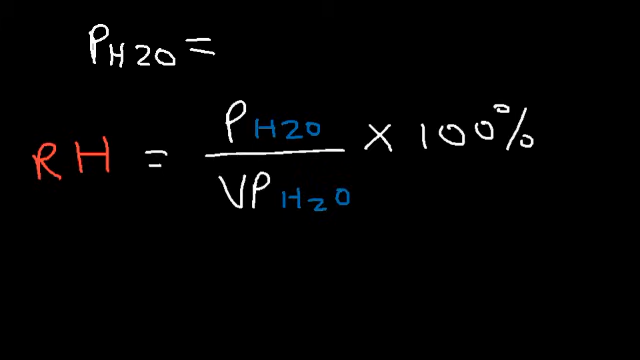 PH2O =
RH = PH2O / VPH2O × 100%